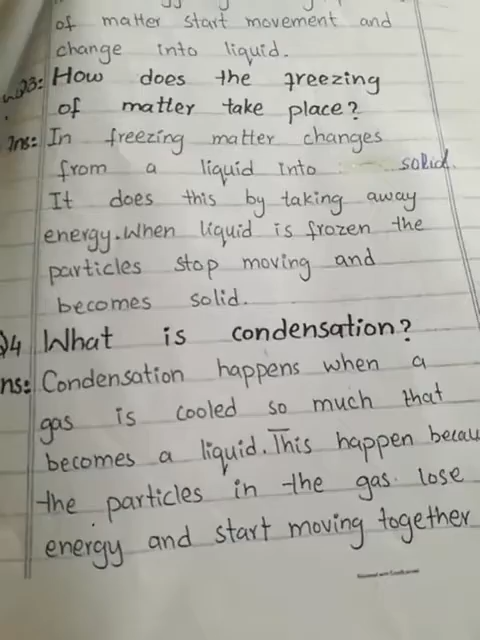 of matter start movement and
change into liquid.
How does the freezing
of matter take place?
Ins: In freezing matter changes
from a liquid into solid.
It does this by taking away
energy. When liquid is frozen the
particles stop moving and
becomes solid.
Q4 What is condensation?
ns: Condensation happens when a
gas is cooled so much that
becomes a liquid. This happen becau
the particles in the gas lose
energy and start moving together